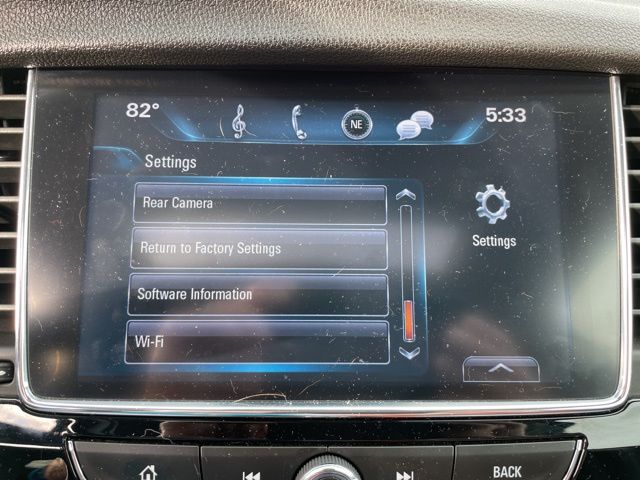 82°
NE
5:33
Settings
Rear Camera
Return to Factory Settings
Settings
Software Information
Wi-Fi
BACK